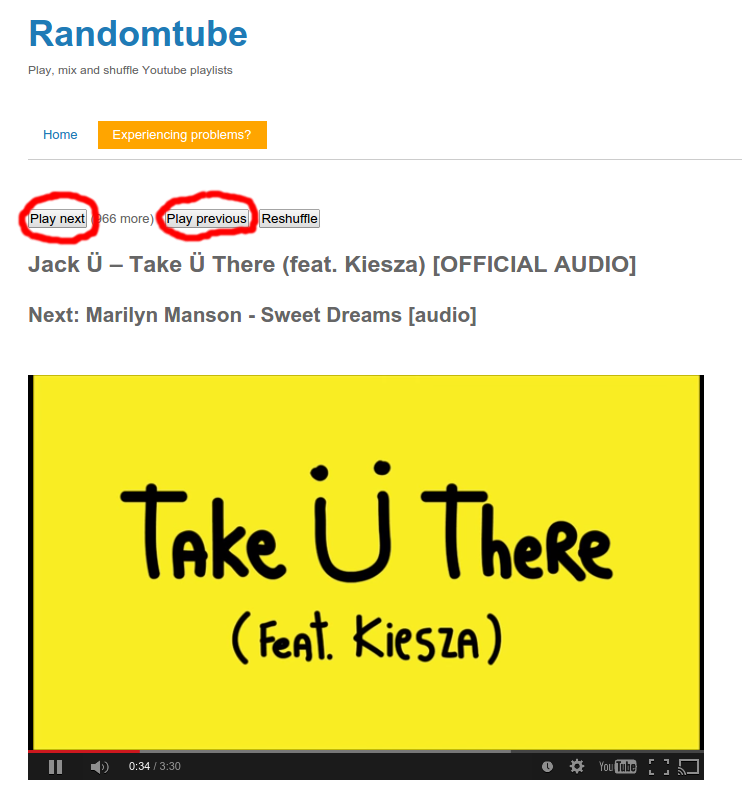 Randomtube
Play, mix and shuffle Youtube playlists
Home Experiencing problems?
Play next (966 more) Play previous Reshuffle
Jack Ü – Take Ü There (feat. Kiesza) [OFFICIAL AUDIO]
Next: Marilyn Manson - Sweet Dreams [audio]
TAke Ü TheRe
(FeAT. KiesZA)
0:34 / 3:30 YouTube